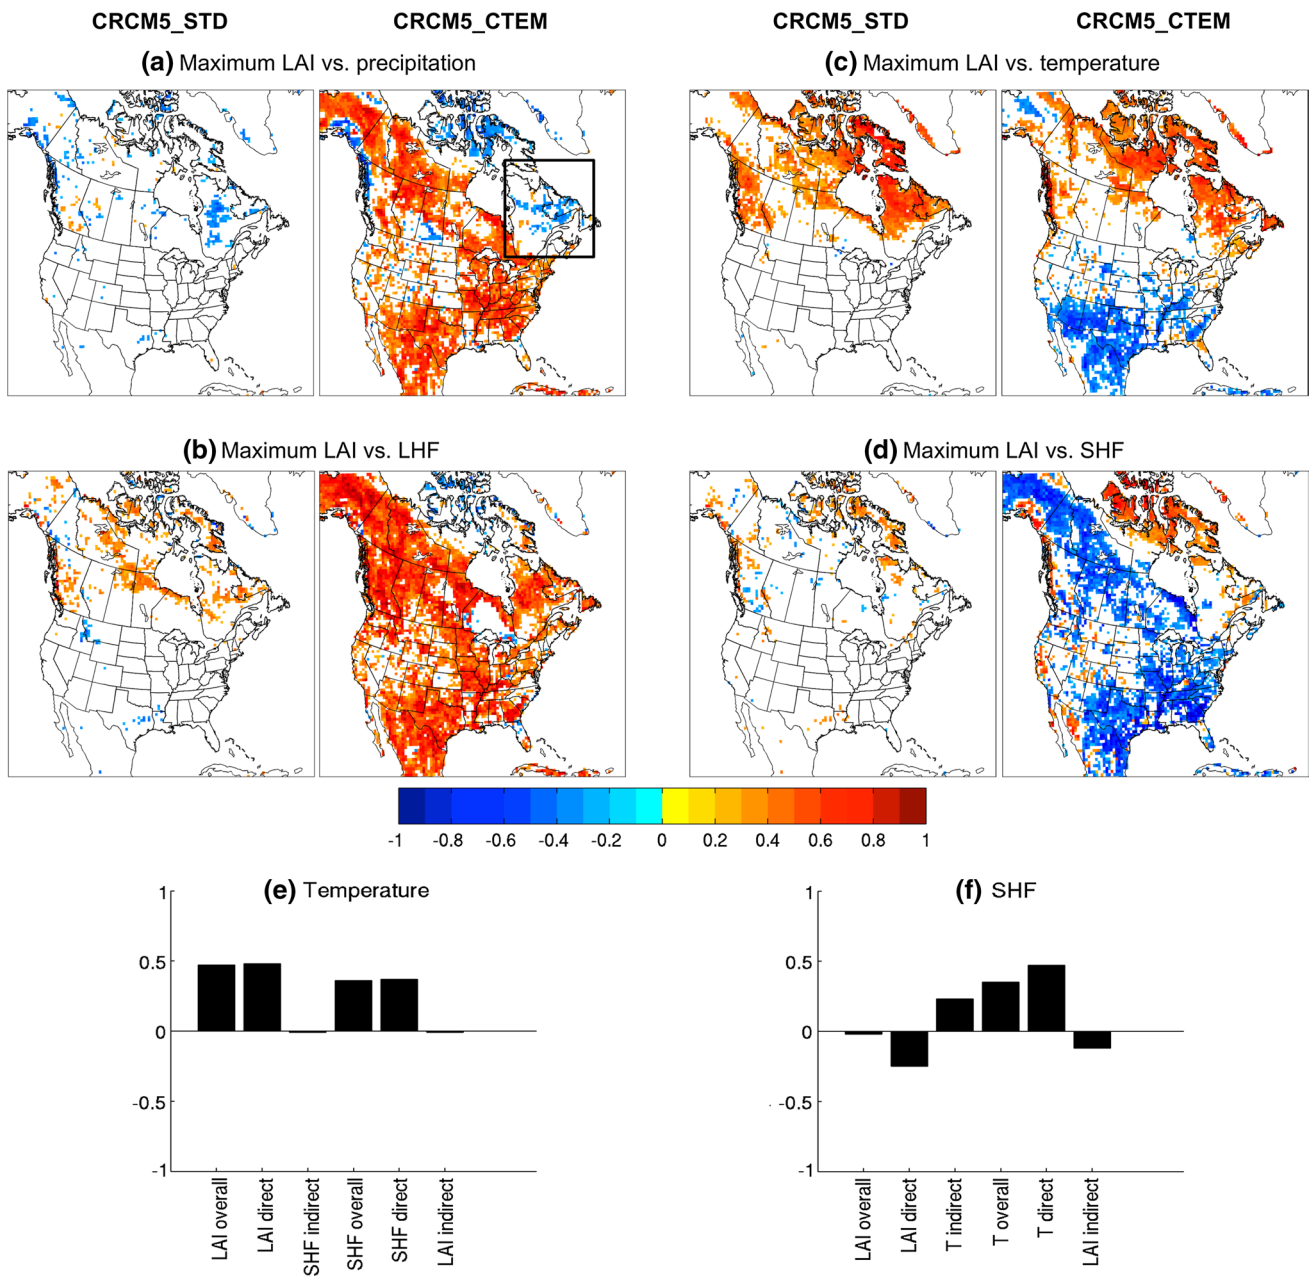 CRCM5_STD CRCM5_CTEM CRCM5_STD CRCM5_CTEM
(a) Maximum LAI vs. precipitation
(c) Maximum LAI vs. temperature
(b) Maximum LAI vs. LHF
(d) Maximum LAI vs. SHF
-1 -0.8 -0.6 -0.4 -0.2 0 0.2 0.4 0.6 0.8 1
(e) Temperature
1
0.5
0
-0.5
-1
LAI overall
LAI direct
SHF indirect
SHF overall
SHF direct
LAI indirect
(f) SHF
1
0.5
0
-0.5
-1
LAI overall
LAI direct
T indirect
T overall
T direct
LAI indirect